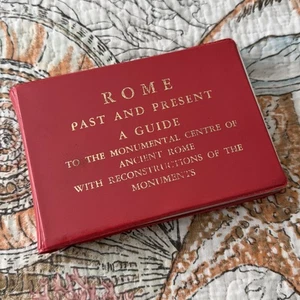 ROME
PAST AND PRESENT
A GUIDE
TO THE MONUMENTAL CENTRE OF
ANCIENT ROME
WITH RECONSTRUCTIONS OF THE
MONUMENTS